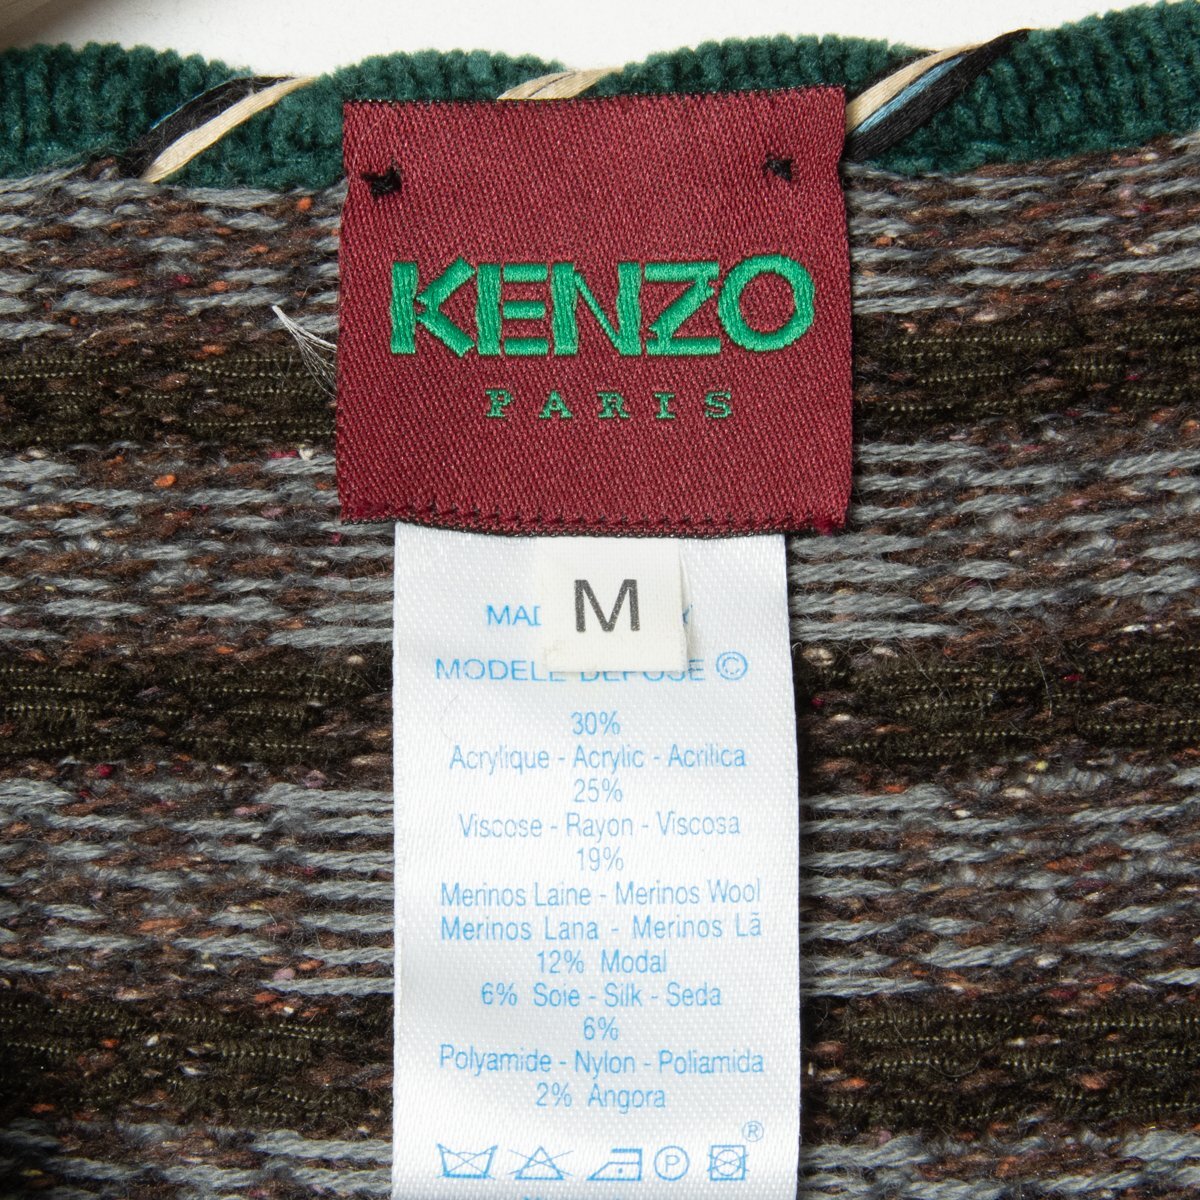 KENZO
PARIS
M
MODELE DEPOSE ©
30%
Acrylique - Acrylic - Acrilica
25%
Viscose - Rayon - Viscosa
19%
Merinos Laine - Merinos Wool
Merinos Lana - Merinos Lã
12% Modal
6% Soie - Silk - Seda
6%
Polyamide - Nylon - Poliamida
2% Angora
®
P